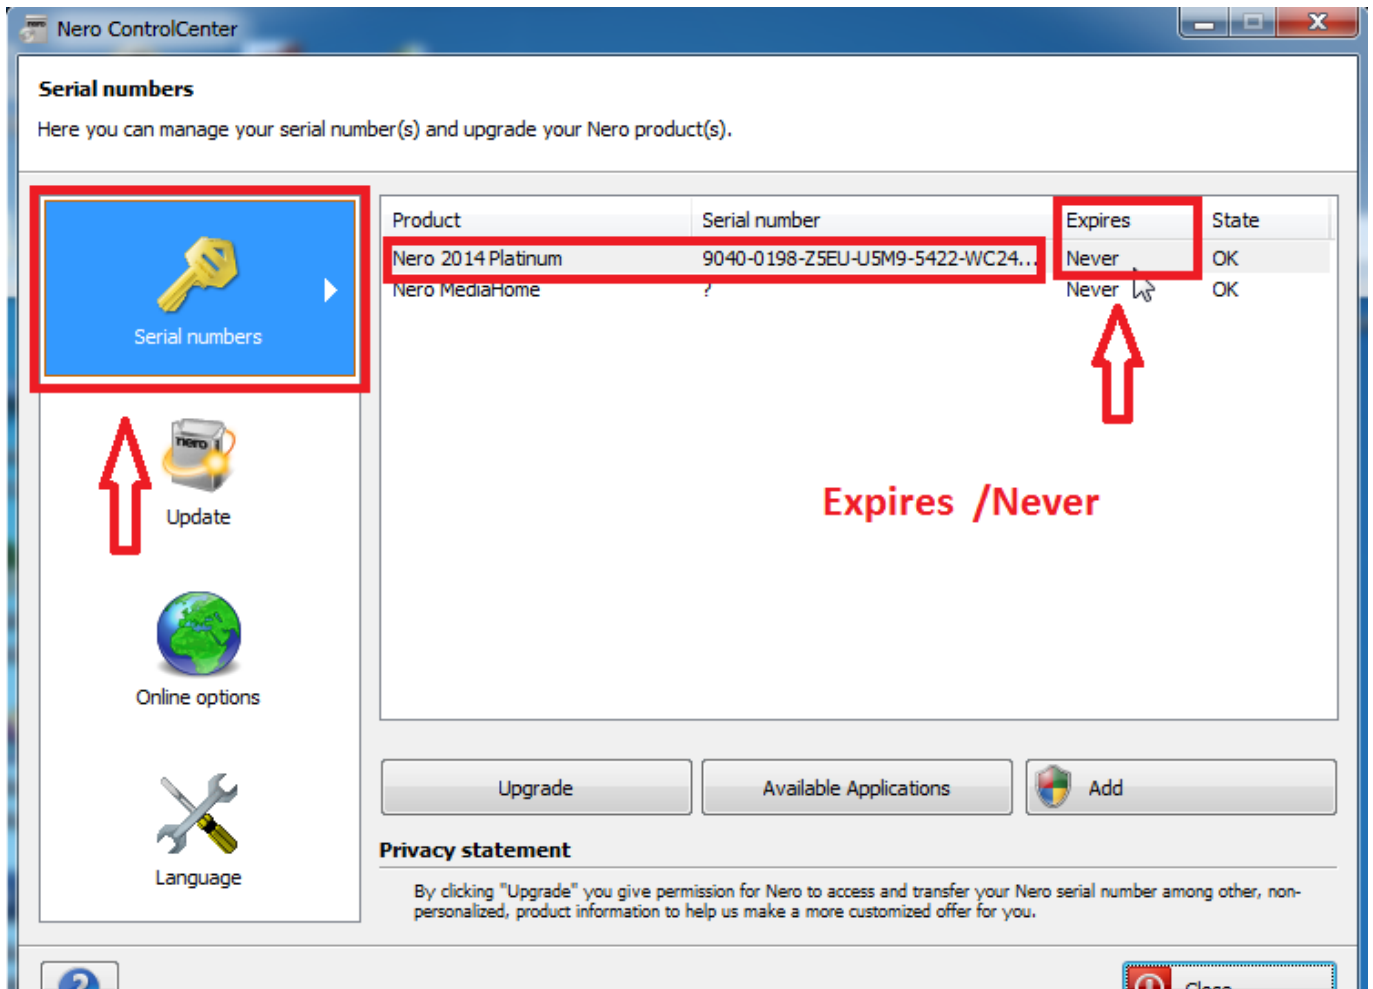 Nero ControlCenter
Serial numbers
Here you can manage your serial number(s) and upgrade your Nero product(s).
Product Serial number Expires State
Nero 2014 Platinum 9040-0198-Z5EU-U5M9-5422-WC24... Never OK
Nero MediaHome ? Never OK
Serial numbers
nero
Update
Online options
Language
Expires /Never
Upgrade Available Applications Add
Privacy statement
By clicking "Upgrade" you give permission for Nero to access and transfer your Nero serial number among other, non-
personalized, product information to help us make a more customized offer for you.
? Close